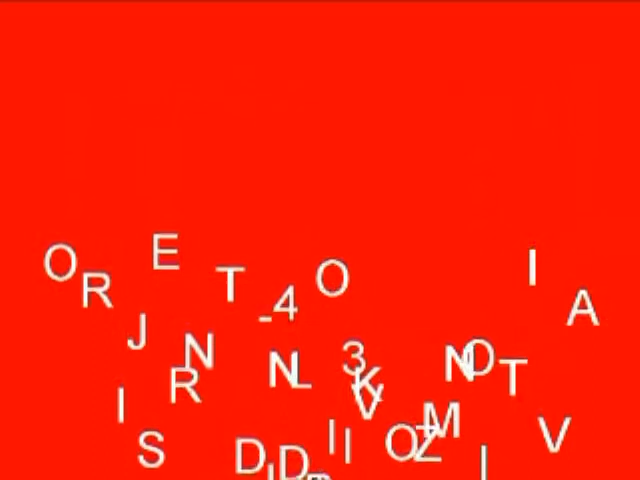 O R E T - 4 O I A
J N N L 3 K N O T
I R V M V
S D I D I I O Z I